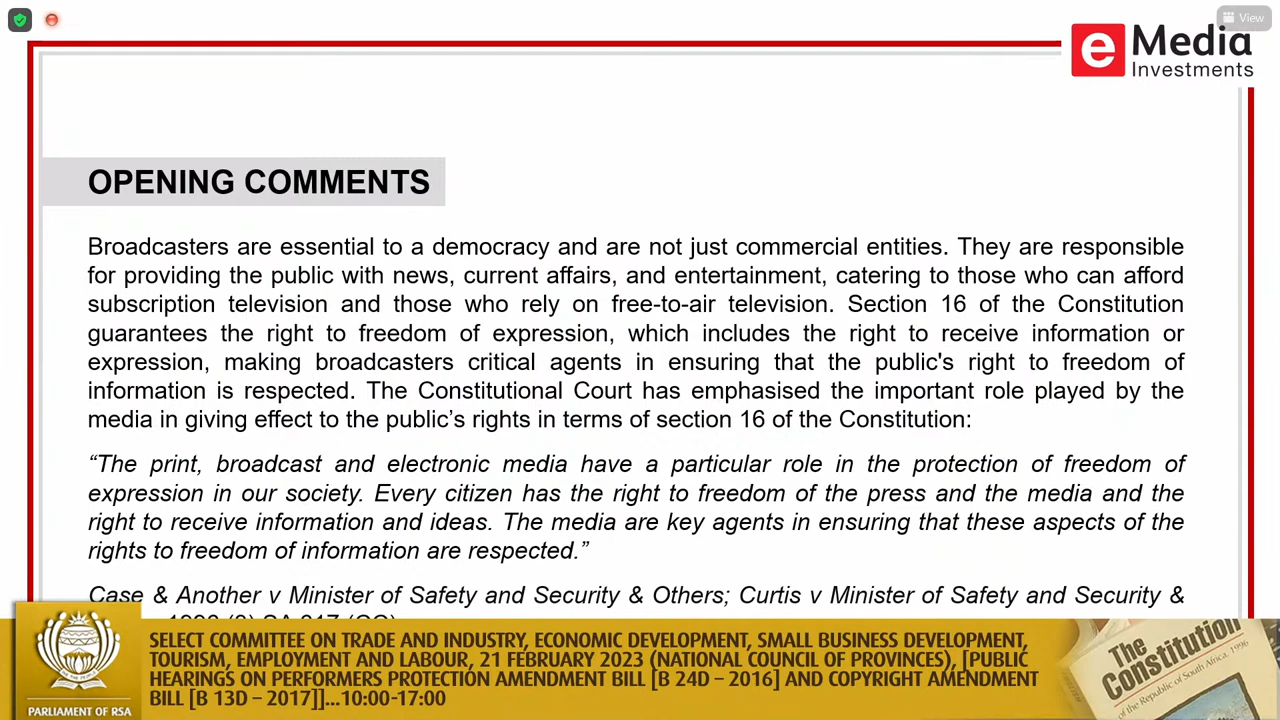 View
e Media
Investments
OPENING COMMENTS
Broadcasters are essential to a democracy and are not just commercial entities. They are responsible
for providing the public with news, current affairs, and entertainment, catering to those who can afford
subscription television and those who rely on free-to-air television. Section 16 of the Constitution
guarantees the right to freedom of expression, which includes the right to receive information or
expression, making broadcasters critical agents in ensuring that the public's right to freedom of
information is respected. The Constitutional Court has emphasised the important role played by the
media in giving effect to the public’s rights in terms of section 16 of the Constitution:
“The print, broadcast and electronic media have a particular role in the protection of freedom of
expression in our society. Every citizen has the right to freedom of the press and the media and the
right to receive information and ideas. The media are key agents in ensuring that these aspects of the
rights to freedom of information are respected.”
Case & Another v Minister of Safety and Security & Others; Curtis v Minister of Safety and Security &
SELECT COMMITTEE ON TRADE AND INDUSTRY, ECONOMIC DEVELOPMENT, SMALL BUSINESS DEVELOPMENT,
TOURISM, EMPLOYMENT AND LABOUR, 21 FEBRUARY 2023 (NATIONAL COUNCIL OF PROVINCES), [PUBLIC
HEARINGS ON PERFORMERS PROTECTION AMENDMENT BILL [B 24D – 2016] AND COPYRIGHT AMENDMENT
BILL [B 13D – 2017]]...10:00-17:00
PARLIAMENT OF RSA
The
Constitution
of the Republic of South Africa, 1996